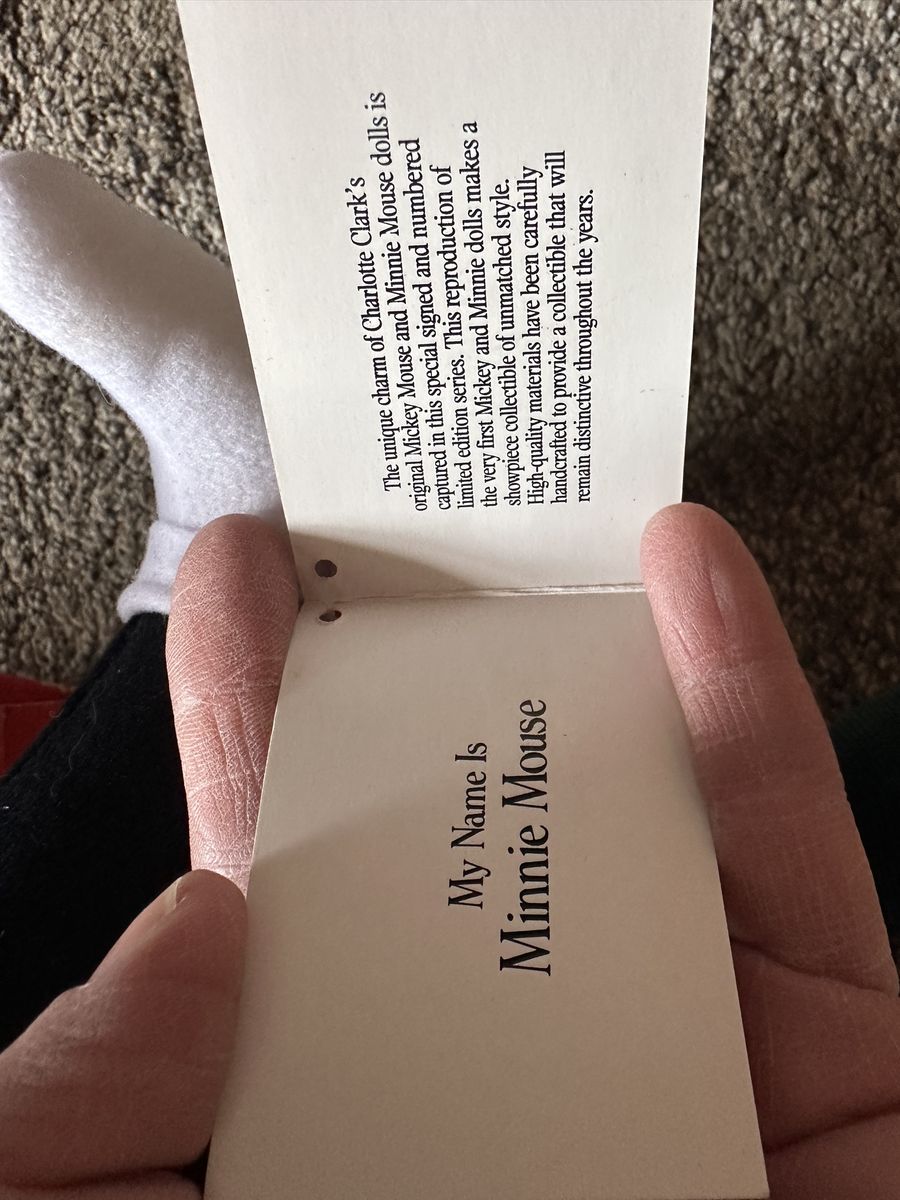 The unique charm of Charlotte Clark's
original Mickey Mouse and Minnie Mouse dolls is
captured in this special signed and numbered
limited edition series. This reproduction of
the very first Mickey and Minnie dolls makes a
showpiece collectible of unmatched style.
High-quality materials have been carefully
handcrafted to provide a collectible that will
remain distinctive throughout the years.
My Name Is
Minnie Mouse